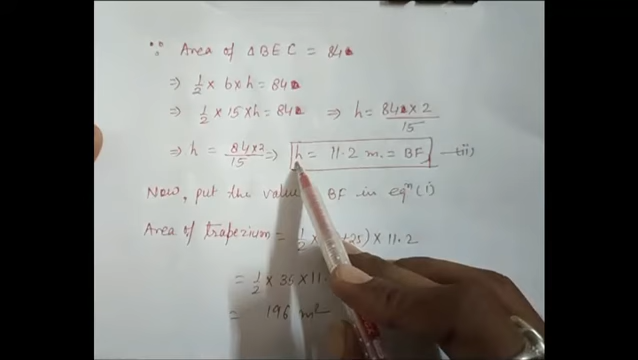 ∵ Area of △BEC = 84
⇒ 1/2 × b × h = 84
⇒ 1/2 × 15 × h = 84 ⇒ h = 84 × 2/15
⇒ h = 84×2/15 ⇒ h = 11.2 m. = BF —(ii)
Now, put the value BF in eqⁿ (i)
Area of trapezium = 1/2 × +25) × 11.2
= 1/2 × 35 × 11.
= 196 m²